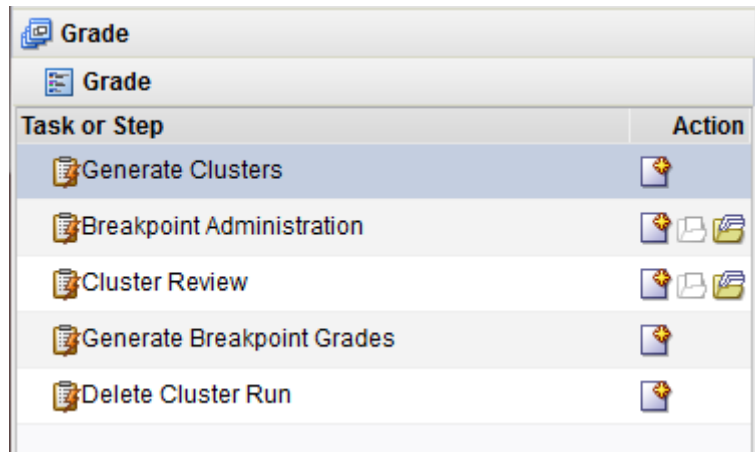 Grade
Grade
Task or Step Action
Generate Clusters
Breakpoint Administration
Cluster Review
Generate Breakpoint Grades
Delete Cluster Run